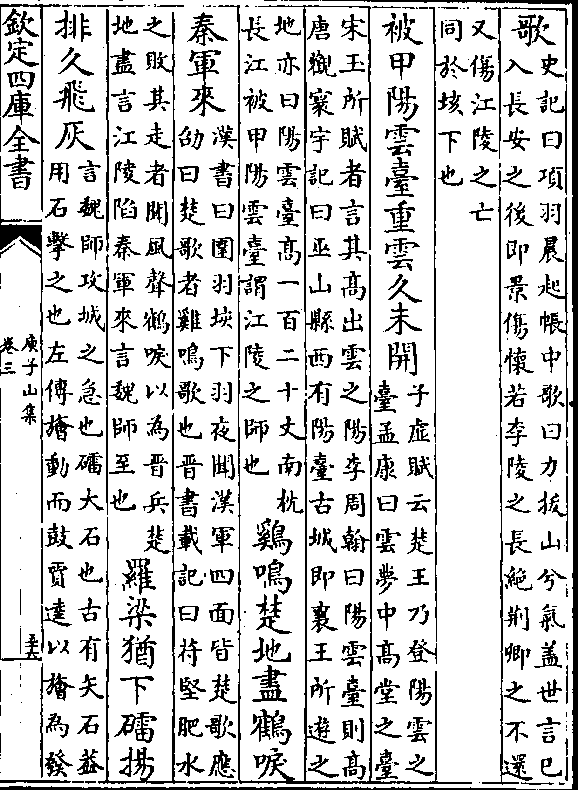 歌
史記曰項羽晨起帳中歌曰力拔山兮氣盖世言已
入長安之後即景傷懷若李陵之長絶荆卿之不還
又傷江陵之亡
同於垓下也
被甲陽雲臺重雲久未開
子虛賦云楚王乃登陽雲之
臺孟康曰雲夢中髙堂之臺
宋玉所賦者言其髙出雲之陽李周翰曰陽雲臺則髙
唐觀寰宇記曰巫山縣西有陽臺古城即襄王所遊之
地亦曰陽雲臺髙一百二十丈南枕
長江被甲陽雲臺謂江陵之師也
鷄鳴楚地盡鶴唳
秦軍來
漢書曰圍羽垓下羽夜聞漢軍四面皆楚歌應
劭曰楚歌者雞鳴歌也晉書載記曰苻堅肥水
之敗其走者聞風聲鶴唳以為晉兵楚
地盡言江陵陷秦軍來言魏師至也
羅梁猶下礌揚
排久飛灰
言魏師攻城之急也礌大石也古有矢石葢
用石擊之也左傳旝動而鼓賈逵以旝為發
欽定四庫全書
庾子山集
卷三